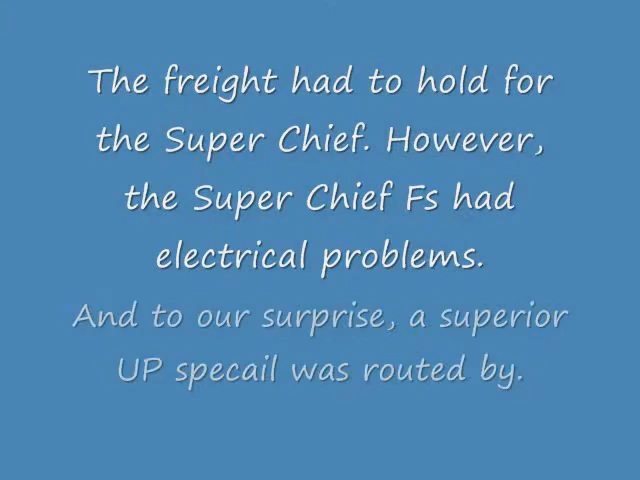 The freight had to hold for
the Super Chief. However,
the Super Chief Fs had
electrical problems.
And to our surprise, a superior
UP specail was routed by.